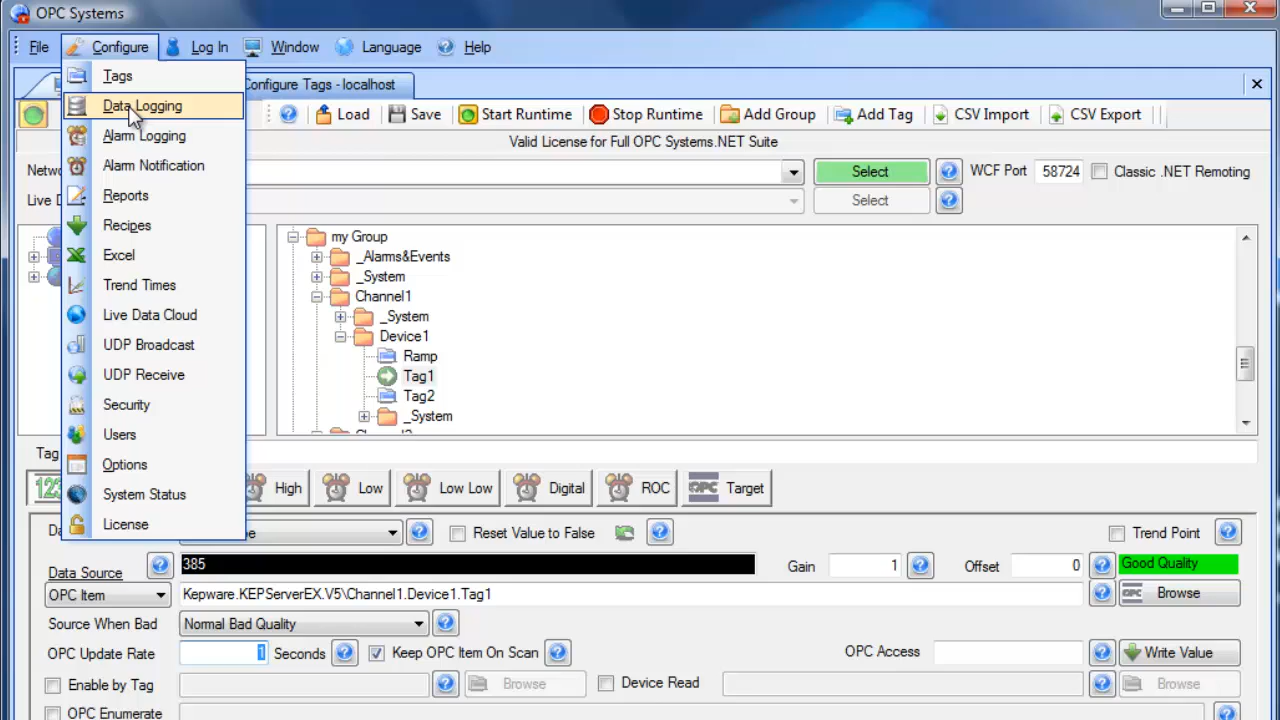 OPC Systems
File Configure Log In Window Language Help
Tags
Data Logging
Alarm Logging
Alarm Notification
Reports
Recipes
Excel
Trend Times
Live Data Cloud
UDP Broadcast
UDP Receive
Security
Users
Options
System Status
License
Configure Tags - localhost
Load Save Start Runtime Stop Runtime Add Group Add Tag CSV Import CSV Export
Valid License for Full OPC Systems.NET Suite
Select WCF Port 58724 Classic .NET Remoting
Live Select
my Group
_Alarms&Events
_System
Channel1
_System
Device1
Ramp
Tag1
Tag2
_System
Tag
High Low Low Low Digital ROC OPC Target
Reset Value to False Trend Point
Data Source 385 Gain 1 Offset 0 Good Quality
OPC Item Kepware.KEPServerEX.V5\Channel1.Device1.Tag1 OPC Browse
Source When Bad Normal Bad Quality
OPC Update Rate 1 Seconds Keep OPC Item On Scan OPC Access Write Value
Enable by Tag Browse Device Read Browse
OPC Enumerate